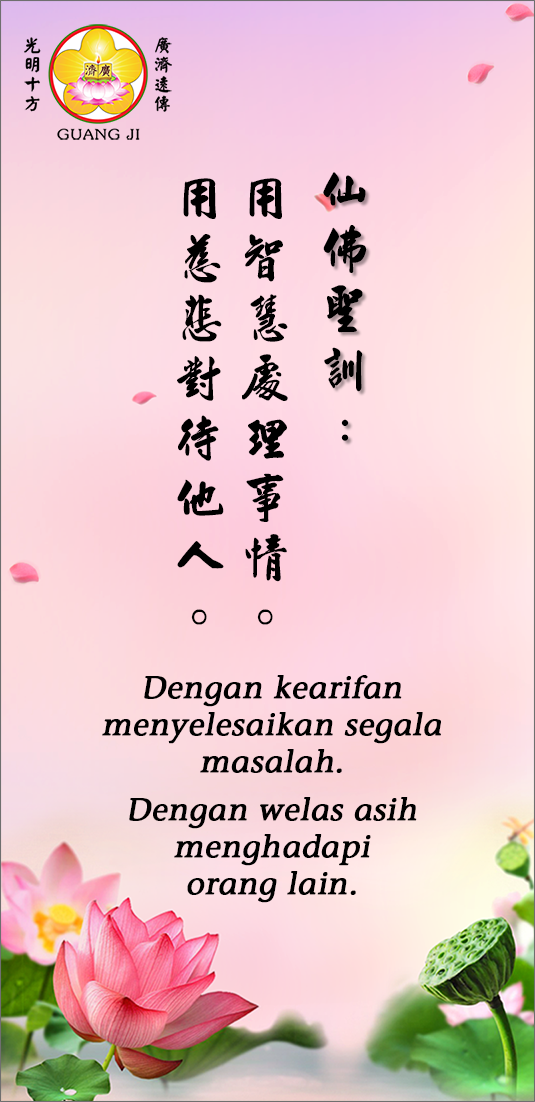 光明十方
廣濟遠傳
濟廣
GUANG JI
仙佛聖訓：
用智慧處理事情。
用慈悲對待他人。
Dengan kearifan
menyelesaikan segala
masalah.
Dengan welas asih
menghadapi
orang lain.